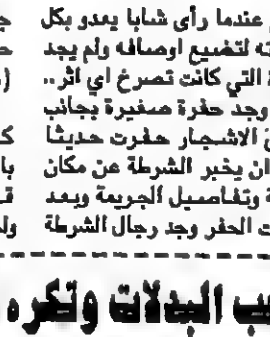 عندما رأى شابا يعدو بكل
ته لتضيع اوصافه ولم يجد
التي كانت تصرخ اي اثر ..
وجد حفرة صغيرة بجانب
الاشجار حفرت حديثا
ان يخبر الشرطة عن مكان
وتفاصيل الجريمة وبعد
ت الحفر وجد رجال الشرطة
ب البدلات وتكره